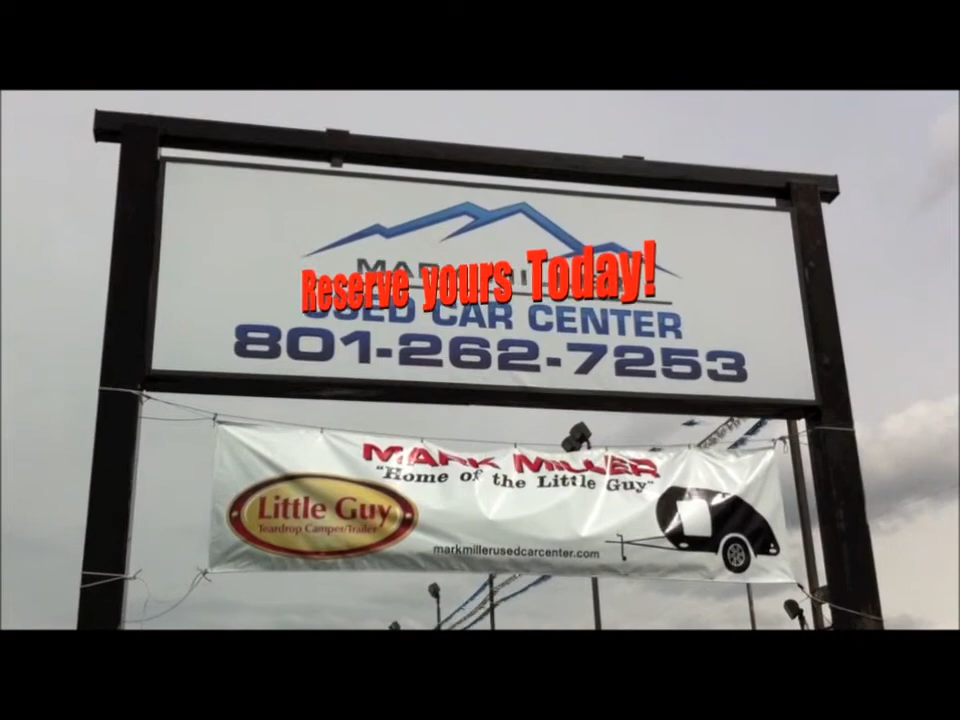 Reserve yours Today!
USED CAR CENTER
801-262-7253
MARK MILLER
"Home of the Little Guy"
Little Guy
Teardrop Camper/Trailer
markmillerusedcarcenter.com